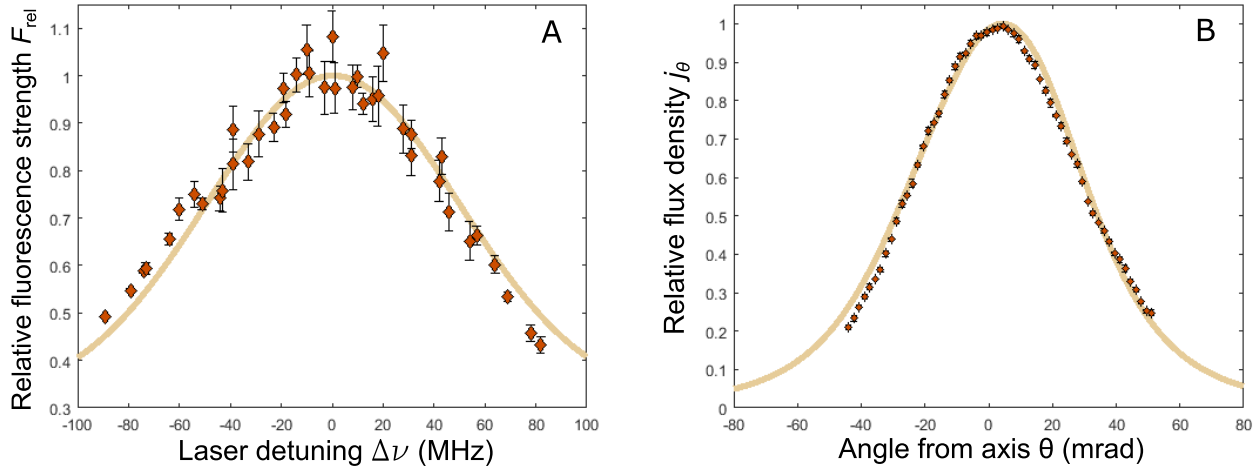 A
Relative fluorescence strength F_rel
1.1
1
0.9
0.8
0.7
0.6
0.5
0.4
0.3
-100 -80 -60 -40 -20 0 20 40 60 80 100
Laser detuning Δν (MHz)
B
Relative flux density j_θ
1
0.9
0.8
0.7
0.6
0.5
0.4
0.3
0.2
0.1
0
-80 -60 -40 -20 0 20 40 60 80
Angle from axis θ (mrad)